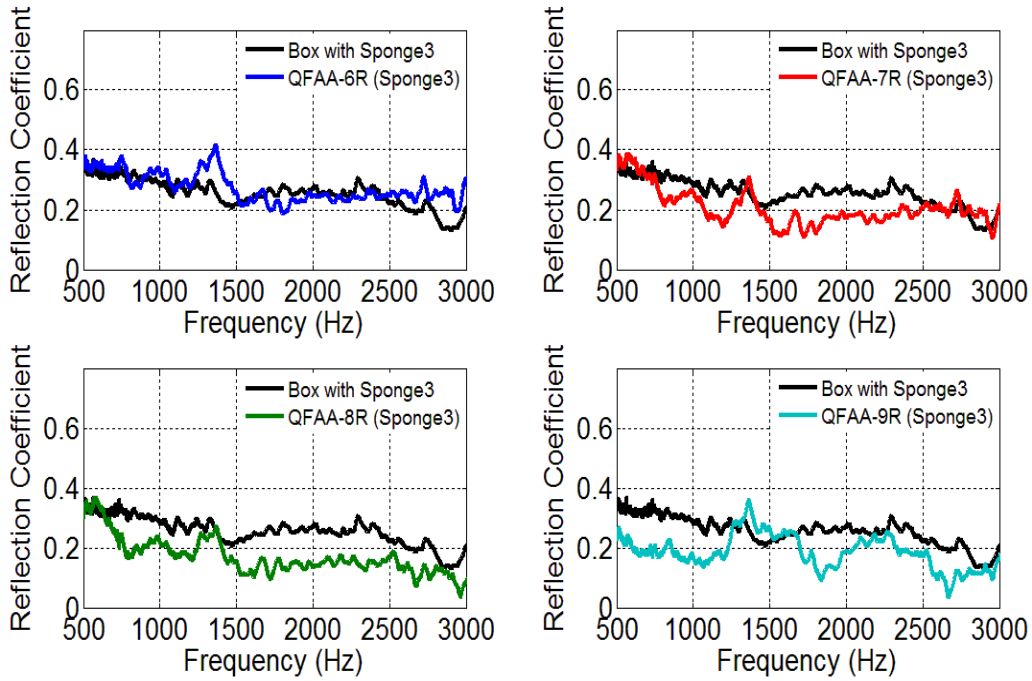 Reflection Coefficient
0.6
0.4
0.2
0
Box with Sponge3
QFAA-6R (Sponge3)
500 1000 1500 2000 2500 3000
Frequency (Hz)
Reflection Coefficient
0.6
0.4
0.2
0
Box with Sponge3
QFAA-7R (Sponge3)
500 1000 1500 2000 2500 3000
Frequency (Hz)
Reflection Coefficient
0.6
0.4
0.2
0
Box with Sponge3
QFAA-8R (Sponge3)
500 1000 1500 2000 2500 3000
Frequency (Hz)
Reflection Coefficient
0.6
0.4
0.2
0
Box with Sponge3
QFAA-9R (Sponge3)
500 1000 1500 2000 2500 3000
Frequency (Hz)